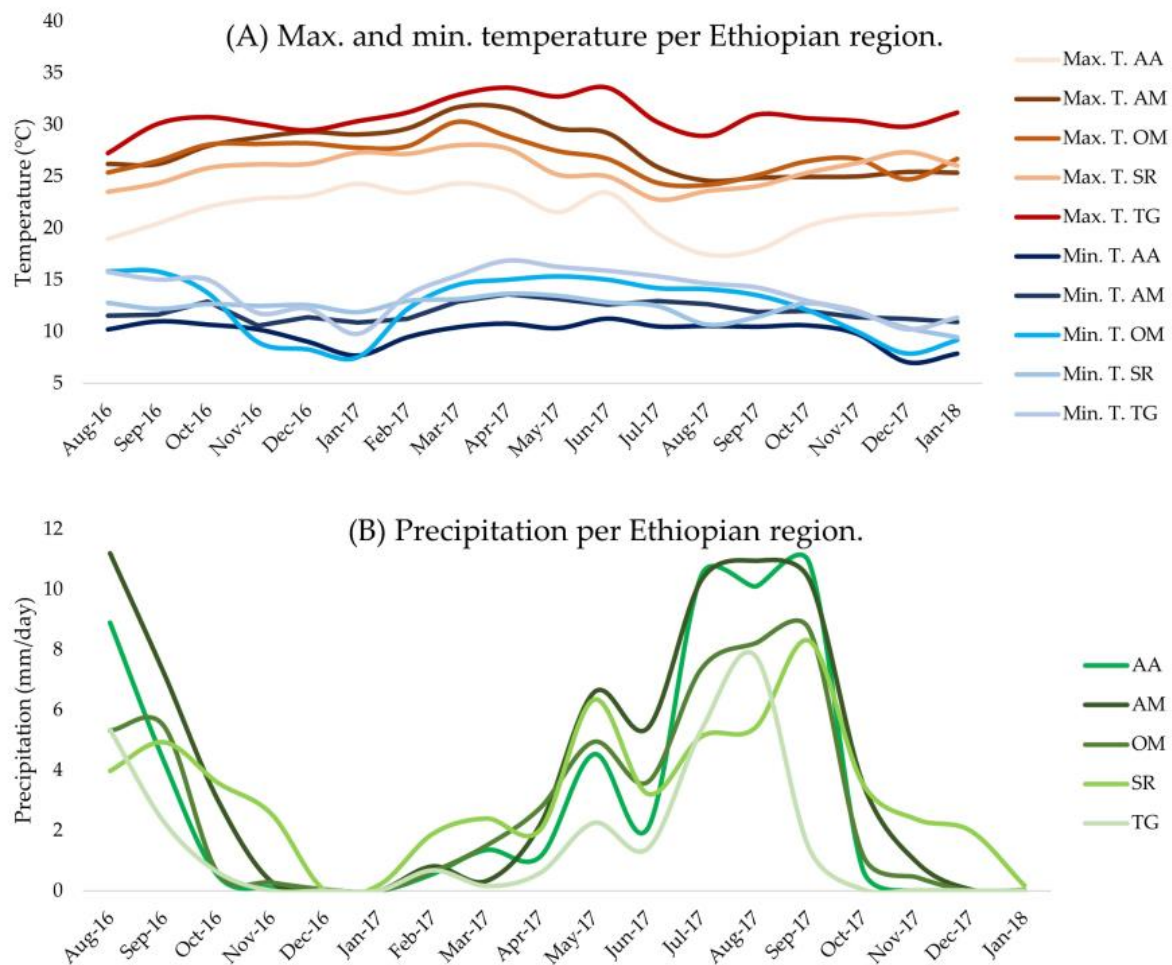 (A) Max. and min. temperature per Ethiopian region.
Temperature (°C)
40
35
30
25
20
15
10
5
Aug-16
Sep-16
Oct-16
Nov-16
Dec-16
Jan-17
Feb-17
Mar-17
Apr-17
May-17
Jun-17
Jul-17
Aug-17
Sep-17
Oct-17
Nov-17
Dec-17
Jan-18
Max. T. AA
Max. T. AM
Max. T. OM
Max. T. SR
Max. T. TG
Min. T. AA
Min. T. AM
Min. T. OM
Min. T. SR
Min. T. TG
(B) Precipitation per Ethiopian region.
Precipitation (mm/day)
12
10
8
6
4
2
0
Aug-16
Sep-16
Oct-16
Nov-16
Dec-16
Jan-17
Feb-17
Mar-17
Apr-17
May-17
Jun-17
Jul-17
Aug-17
Sep-17
Oct-17
Nov-17
Dec-17
Jan-18
AA
AM
OM
SR
TG